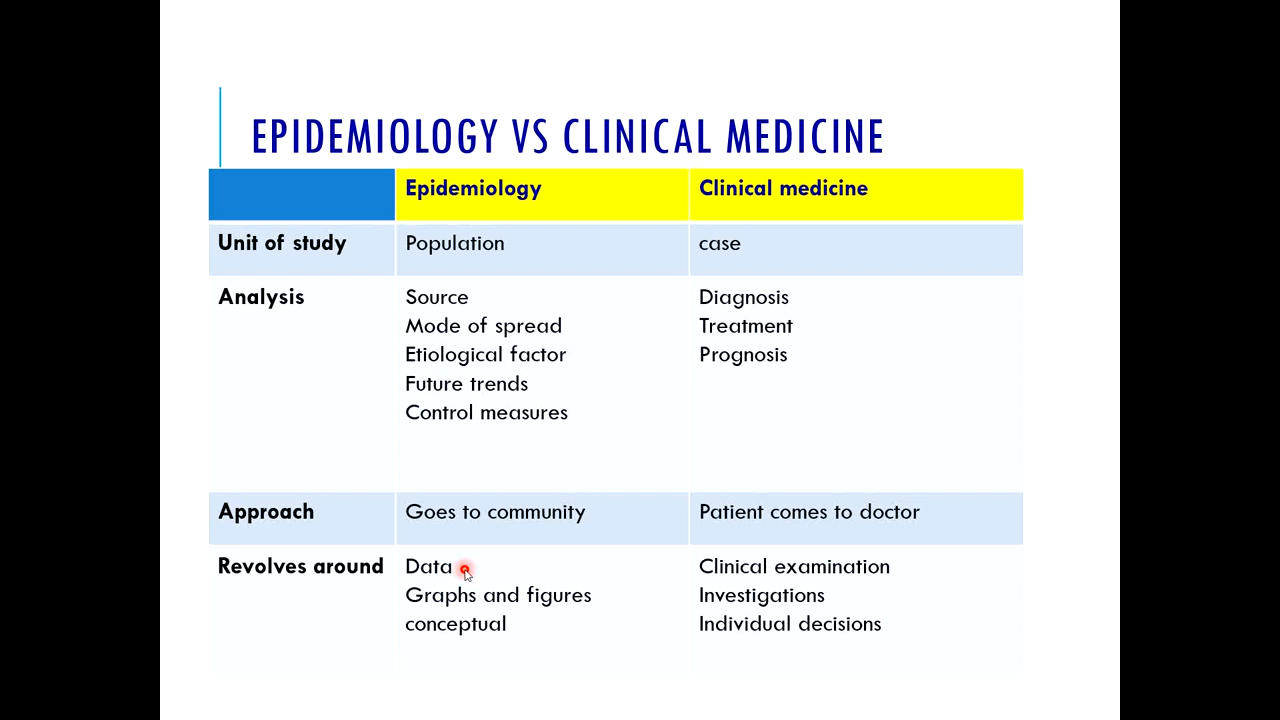 EPIDEMIOLOGY VS CLINICAL MEDICINE
Epidemiology Clinical medicine
Unit of study Population case
Analysis Source Diagnosis
Mode of spread Treatment
Etiological factor Prognosis
Future trends
Control measures
Approach Goes to community Patient comes to doctor
Revolves around Data Clinical examination
Graphs and figures Investigations
conceptual Individual decisions